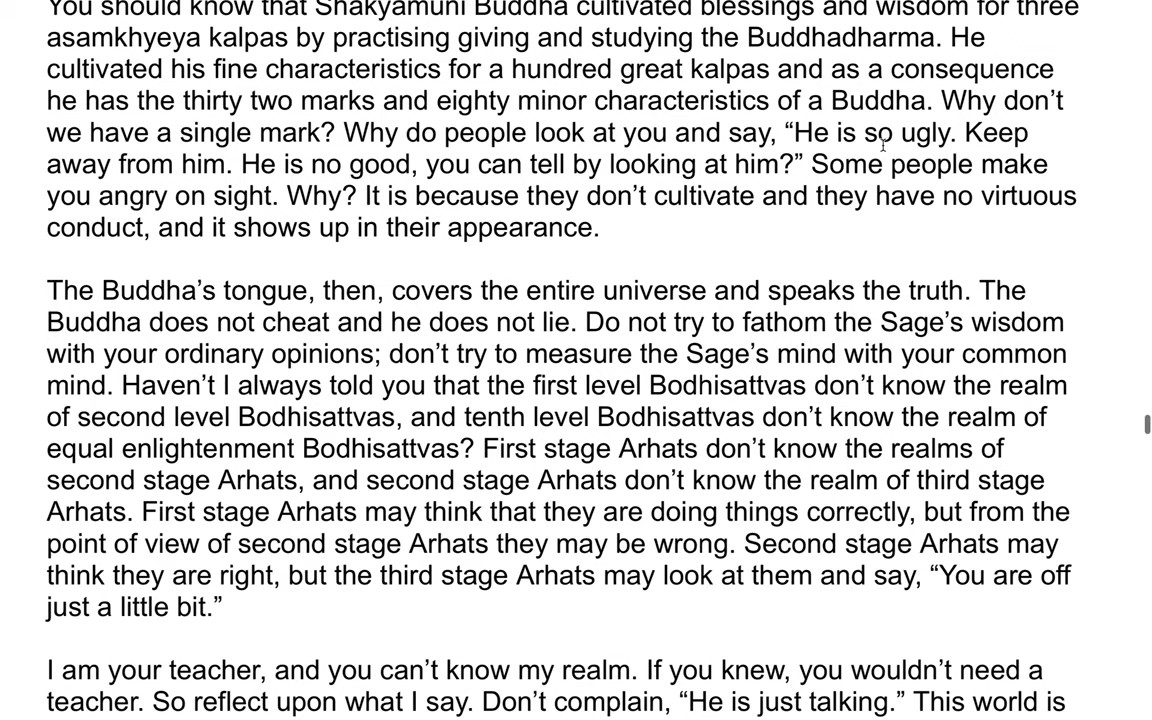 You should know that Shakyamuni Buddha cultivated blessings and wisdom for three
asamkhyeya kalpas by practising giving and studying the Buddhadharma. He
cultivated his fine characteristics for a hundred great kalpas and as a consequence
he has the thirty two marks and eighty minor characteristics of a Buddha. Why don’t
we have a single mark? Why do people look at you and say, “He is so ugly. Keep
away from him. He is no good, you can tell by looking at him?” Some people make
you angry on sight. Why? It is because they don’t cultivate and they have no virtuous
conduct, and it shows up in their appearance.
The Buddha’s tongue, then, covers the entire universe and speaks the truth. The
Buddha does not cheat and he does not lie. Do not try to fathom the Sage’s wisdom
with your ordinary opinions; don’t try to measure the Sage’s mind with your common
mind. Haven’t I always told you that the first level Bodhisattvas don’t know the realm
of second level Bodhisattvas, and tenth level Bodhisattvas don’t know the realm of
equal enlightenment Bodhisattvas? First stage Arhats don’t know the realms of
second stage Arhats, and second stage Arhats don’t know the realm of third stage
Arhats. First stage Arhats may think that they are doing things correctly, but from the
point of view of second stage Arhats they may be wrong. Second stage Arhats may
think they are right, but the third stage Arhats may look at them and say, “You are off
just a little bit.”
I am your teacher, and you can’t know my realm. If you knew, you wouldn’t need a
teacher. So reflect upon what I say. Don’t complain, “He is just talking.” This world is